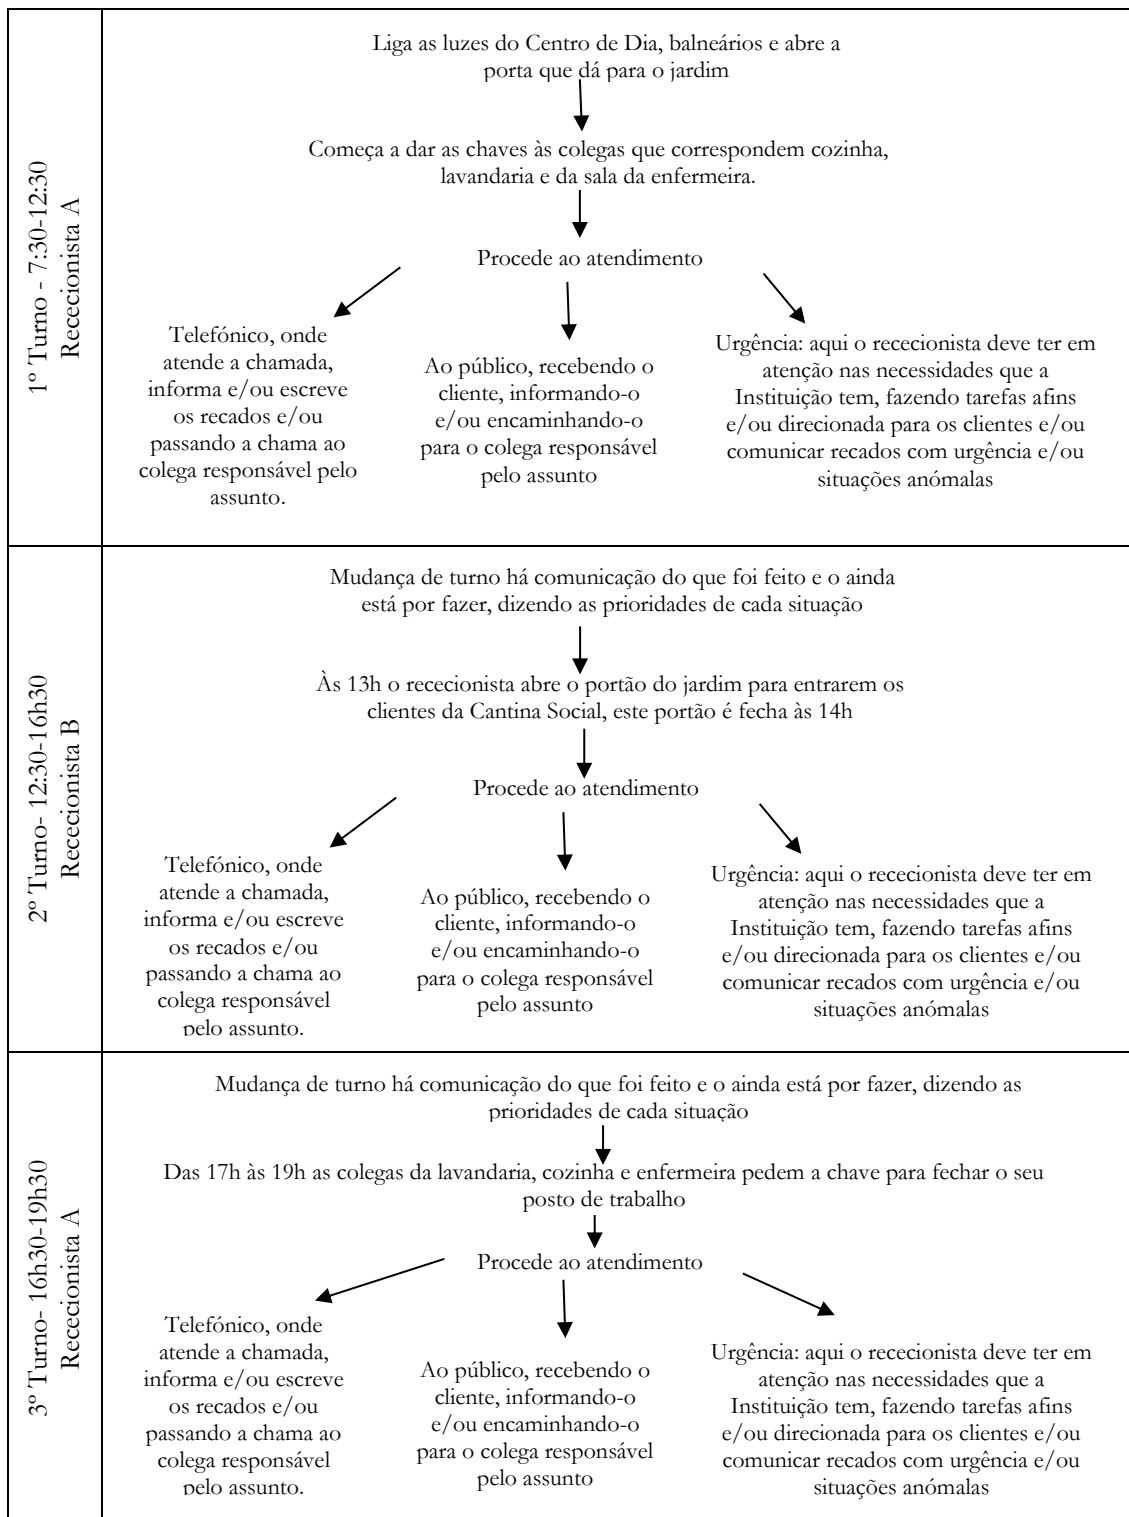 1º Turno - 7:30-12:30
Rececionista A
Liga as luzes do Centro de Dia, balneários e abre a
porta que dá para o jardim
Começa a dar as chaves às colegas que correspondem cozinha,
lavandaria e da sala da enfermeira.
Procede ao atendimento
Telefónico, onde
atende a chamada,
informa e/ou escreve
os recados e/ou
passando a chama ao
colega responsável pelo
assunto.
Ao público, recebendo o
cliente, informando-o
e/ou encaminhando-o
para o colega responsável
pelo assunto
Urgência: aqui o rececionista deve ter em
atenção nas necessidades que a
Instituição tem, fazendo tarefas afins
e/ou direcionada para os clientes e/ou
comunicar recados com urgência e/ou
situações anómalas
2º Turno- 12:30-16h30
Rececionista B
Mudança de turno há comunicação do que foi feito e o ainda
está por fazer, dizendo as prioridades de cada situação
Às 13h o rececionista abre o portão do jardim para entrarem os
clientes da Cantina Social, este portão é fecha às 14h
Procede ao atendimento
Telefónico, onde
atende a chamada,
informa e/ou escreve
os recados e/ou
passando a chama ao
colega responsável
pelo assunto.
Ao público, recebendo o
cliente, informando-o
e/ou encaminhando-o
para o colega responsável
pelo assunto
Urgência: aqui o rececionista deve ter em
atenção nas necessidades que a
Instituição tem, fazendo tarefas afins
e/ou direcionada para os clientes e/ou
comunicar recados com urgência e/ou
situações anómalas
3º Turno- 16h30-19h30
Rececionista A
Mudança de turno há comunicação do que foi feito e o ainda está por fazer, dizendo as
prioridades de cada situação
Das 17h às 19h as colegas da lavandaria, cozinha e enfermeira pedem a chave para fechar o seu
posto de trabalho
Procede ao atendimento
Telefónico, onde
atende a chamada,
informa e/ou escreve
os recados e/ou
passando a chama ao
colega responsável
pelo assunto.
Ao público, recebendo o
cliente, informando-o
e/ou encaminhando-o
para o colega responsável
pelo assunto
Urgência: aqui o rececionista deve ter em
atenção nas necessidades que a
Instituição tem, fazendo tarefas afins
e/ou direcionada para os clientes e/ou
comunicar recados com urgência e/ou
situações anómalas